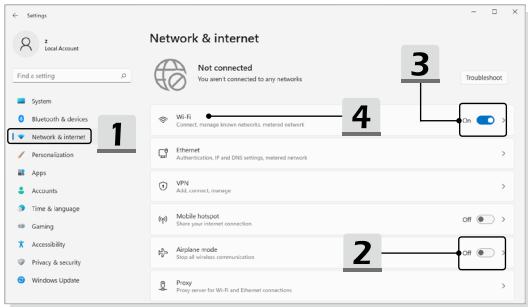 Settings
z
Local Account
Find a setting
System
Bluetooth & devices
Network & internet
Personalization
Apps
Accounts
Time & language
Gaming
Accessibility
Privacy & security
Windows Update
1
Network & internet
Not connected
You aren't connected to any networks
Troubleshoot
3
Wi-Fi
Connect, manage known networks, metered network
4
On
Ethernet
Authentication, IP and DNS settings, metered network
VPN
Add, connect, manage
Mobile hotspot
Share your internet connection
Off
2
Airplane mode
Stop all wireless communication
Off
Proxy
Proxy server for Wi-Fi and Ethernet connections